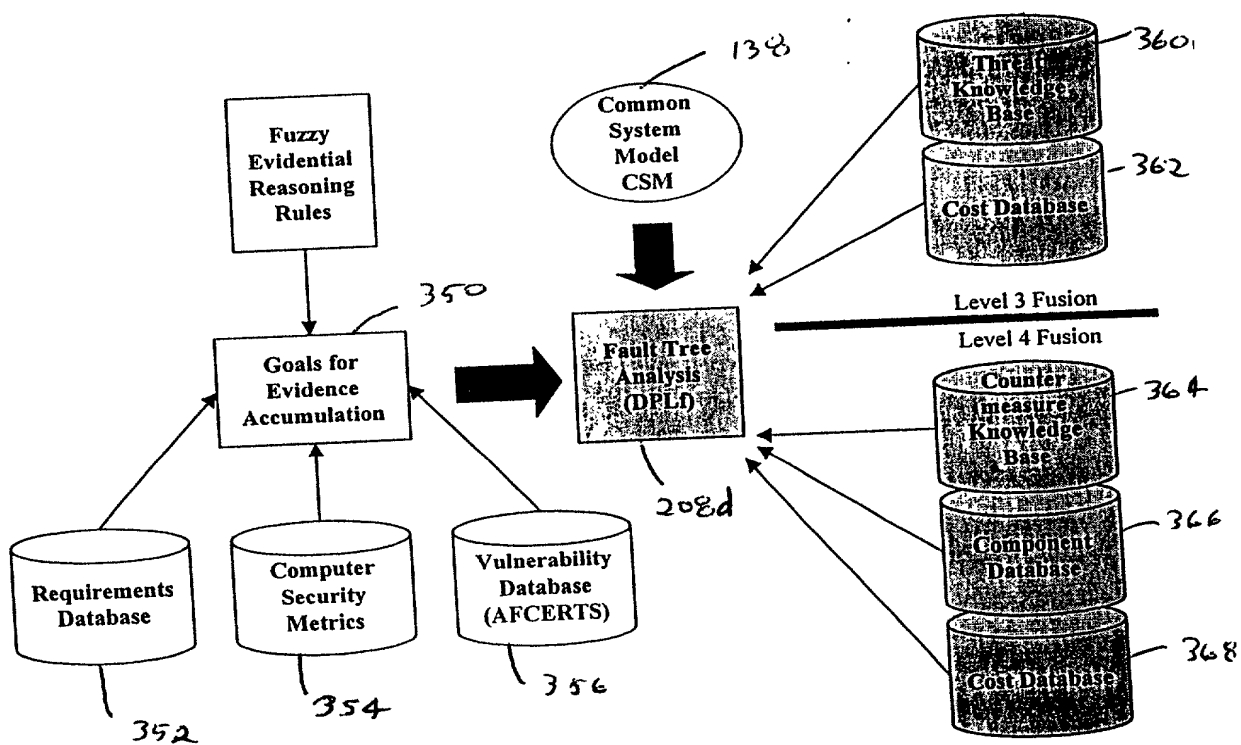 138
Common
System
Model
CSM
Fuzzy
Evidential
Reasoning
Rules
360
Threat
Knowledge
Base
362
Cost Database
350
Goals for
Evidence
Accumulation
Fault Tree
Analysis
(DPLf)
208d
Level 3 Fusion
Level 4 Fusion
Counter
measure
Knowledge
Base
364
Component
Database
366
Cost Database
368
Requirements
Database
352
Computer
Security
Metrics
354
Vulnerability
Database
(AFCERTS)
356